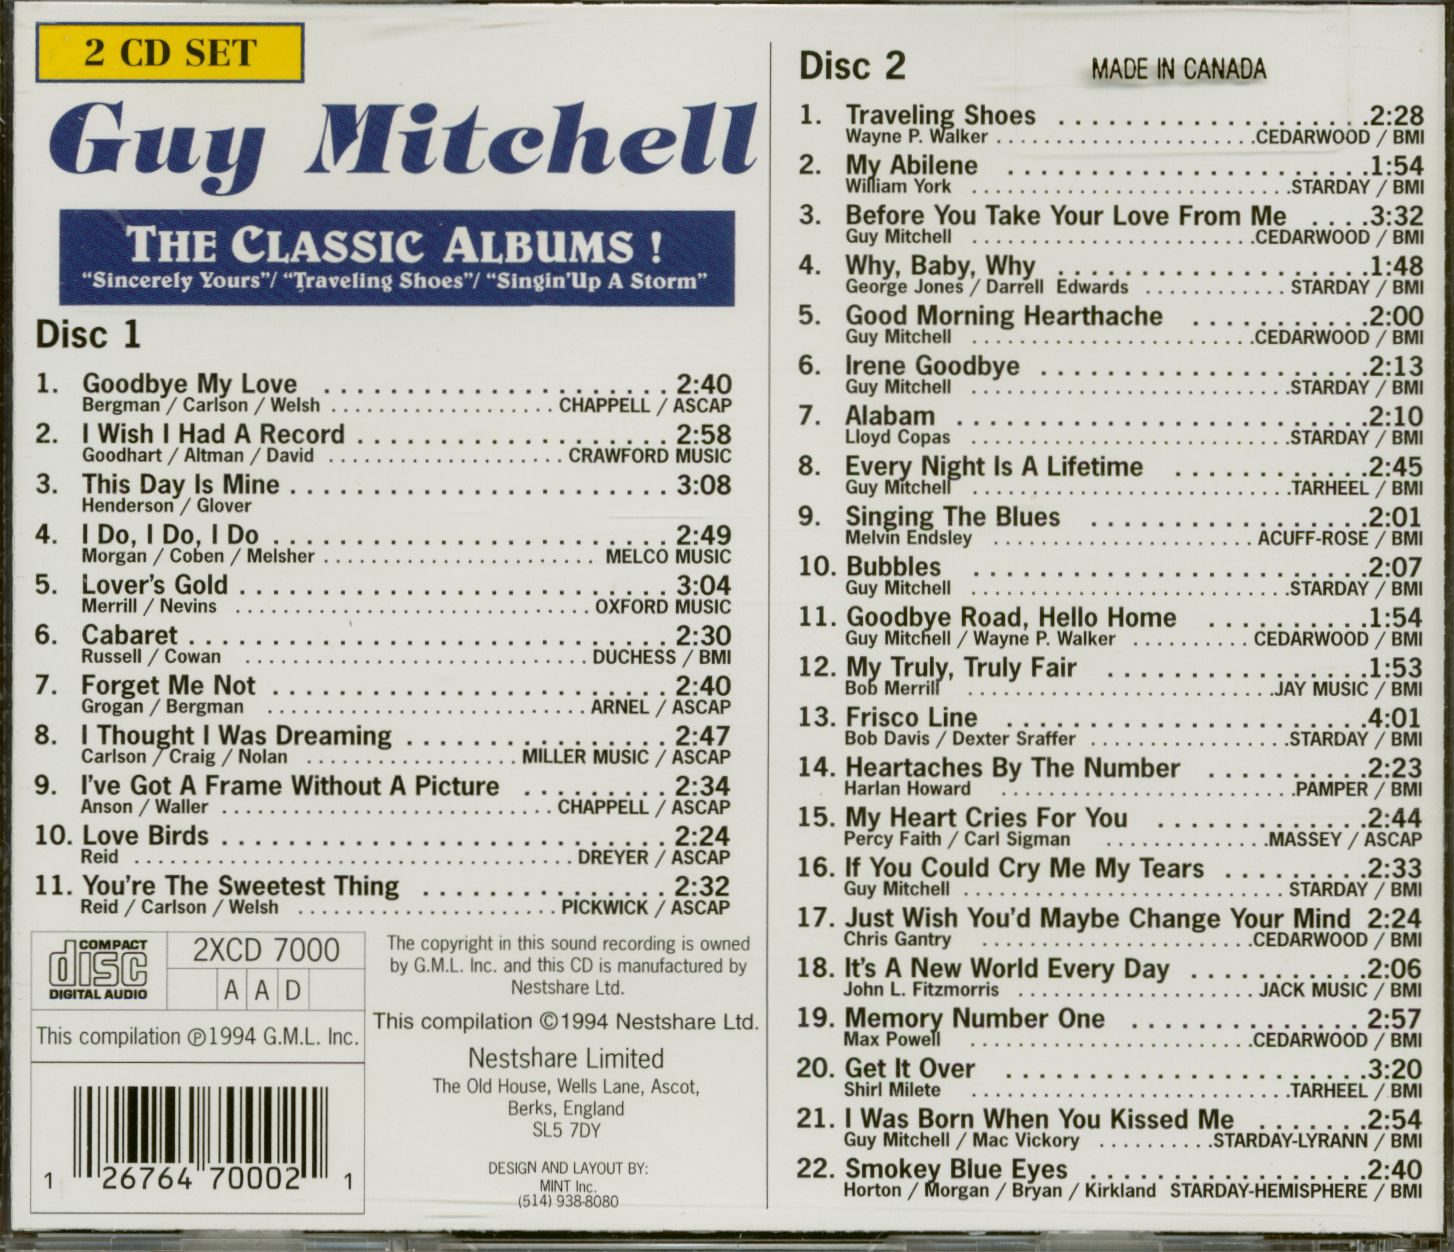 2 CD SET
Guy Mitchell
THE CLASSIC ALBUMS !
“Sincerely Yours”/ “Traveling Shoes”/ “Singin'Up A Storm”
Disc 1
1. Goodbye My Love ..................... 2:40
Bergman / Carlson / Welsh ................... CHAPPELL / ASCAP
2. I Wish I Had A Record ................... 2:58
Goodhart / Altman / David .................... CRAWFORD MUSIC
3. This Day Is Mine ....................... 3:08
Henderson / Glover
4. I Do, I Do, I Do ........................ 2:49
Morgan / Coben / Melsher ........................ MELCO MUSIC
5. Lover's Gold .......................... 3:04
Merrill / Nevins .............................. OXFORD MUSIC
6. Cabaret ............................. 2:30
Russell / Cowan ............................. DUCHESS / BMI
7. Forget Me Not ........................ 2:40
Grogan / Bergman ........................... ARNEL / ASCAP
8. I Thought I Was Dreaming ................ 2:47
Carlson / Craig / Nolan .................. MILLER MUSIC / ASCAP
9. I've Got A Frame Without A Picture ......... 2:34
Anson / Waller ............................ CHAPPELL / ASCAP
10. Love Birds ........................... 2:24
Reid ..................................... DREYER / ASCAP
11. You're The Sweetest Thing ............... 2:32
Reid / Carlson / Welsh ...................... PICKWICK / ASCAP
COMPACT
disc
DIGITAL AUDIO
2XCD 7000
A A D
This compilation ℗1994 G.M.L. Inc.
1 26764 70002 1
The copyright in this sound recording is owned
by G.M.L. Inc. and this CD is manufactured by
Nestshare Ltd.
This compilation ©1994 Nestshare Ltd.
Nestshare Limited
The Old House, Wells Lane, Ascot,
Berks, England
SL5 7DY
DESIGN AND LAYOUT BY:
MINT Inc.
(514) 938-8080
Disc 2
MADE IN CANADA
1. Traveling Shoes ...................2:28
Wayne P. Walker ......................CEDARWOOD / BMI
2. My Abilene ......................1:54
William York ...........................STARDAY / BMI
3. Before You Take Your Love From Me ....3:32
Guy Mitchell ........................CEDARWOOD / BMI
4. Why, Baby, Why ...................1:48
George Jones / Darrell Edwards ............ STARDAY / BMI
5. Good Morning Hearthache ...........2:00
Guy Mitchell ........................CEDARWOOD / BMI
6. Irene Goodbye ....................2:13
Guy Mitchell .........................STARDAY / BMI
7. Alabam .........................2:10
Lloyd Copas ...........................STARDAY / BMI
8. Every Night Is A Lifetime ............2:45
Guy Mitchell ...........................TARHEEL / BMI
9. Singing The Blues .................2:01
Melvin Endsley ...................... ACUFF-ROSE / BMI
10. Bubbles ........................2:07
Guy Mitchell ...........................STARDAY / BMI
11. Goodbye Road, Hello Home ..........1:54
Guy Mitchell / Wayne P. Walker .......... CEDARWOOD / BMI
12. My Truly, Truly Fair ................1:53
Bob Merrill ..........................JAY MUSIC / BMI
13. Frisco Line ......................4:01
Bob Davis / Dexter Sraffer .................STARDAY / BMI
14. Heartaches By The Number ..........2:23
Harlan Howard .........................PAMPER / BMI
15. My Heart Cries For You .............2:44
Percy Faith / Carl Sigman ..............MASSEY / ASCAP
16. If You Could Cry Me My Tears .........2:33
Guy Mitchell ............................ STARDAY / BMI
17. Just Wish You'd Maybe Change Your Mind 2:24
Chris Gantry .......................CEDARWOOD / BMI
18. It's A New World Every Day ...........2:06
John L. Fitzmorris .................... JACK MUSIC / BMI
19. Memory Number One .............. 2:57
Max Powell ........................CEDARWOOD / BMI
20. Get It Over ......................3:20
Shirl Milete ...........................TARHEEL / BMI
21. I Was Born When You Kissed Me .......2:54
Guy Mitchell / Mac Vickory ..........STARDAY-LYRANN / BMI
22. Smokey Blue Eyes .................2:40
Horton / Morgan / Bryan / Kirkland STARDAY-HEMISPHERE / BMI